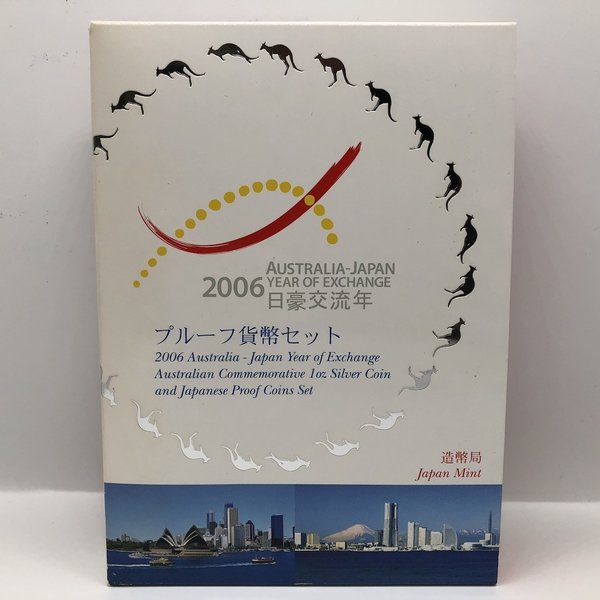 2006 AUSTRALIA-JAPAN
YEAR OF EXCHANGE
日豪交流年
プルーフ貨幣セット
2006 Australia - Japan Year of Exchange
Australian Commemorative 1oz Silver Coin
and Japanese Proof Coins Set
造幣局
Japan Mint